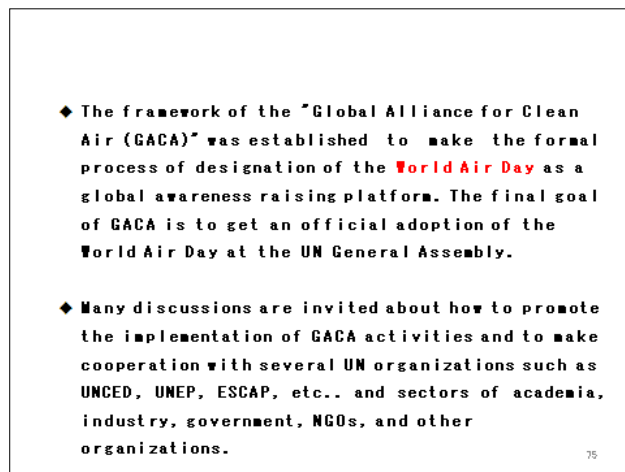 ◆ The framework of the "Global Alliance for Clean
Air (GACA)" was established to make the formal
process of designation of the World Air Day as a
global awareness raising platform. The final goal
of GACA is to get an official adoption of the
World Air Day at the UN General Assembly.
◆ Many discussions are invited about how to promote
the implementation of GACA activities and to make
cooperation with several UN organizations such as
UNCED, UNEP, ESCAP, etc.. and sectors of academia,
industry, government, NGOs, and other
organizations.
75